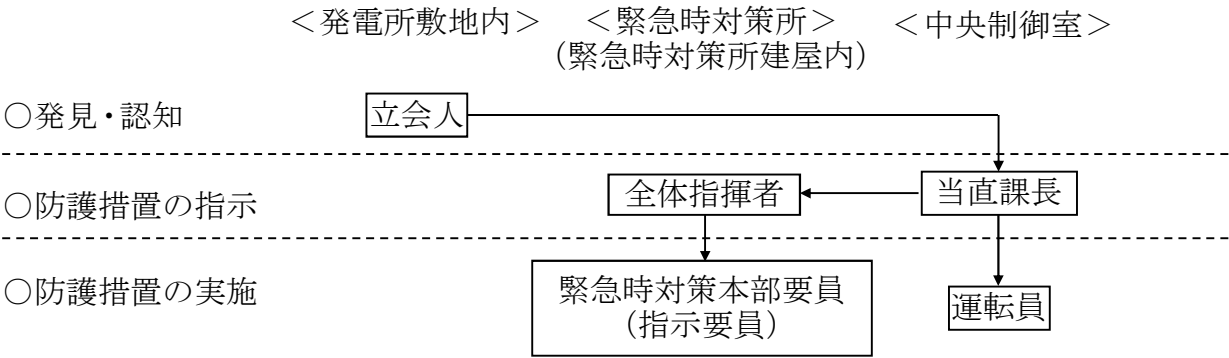 ＜発電所敷地内＞ ＜緊急時対策所＞ ＜中央制御室＞
（緊急時対策所建屋内）
○発見・認知 立会人
○防護措置の指示 全体指揮者 当直課長
○防護措置の実施 緊急時対策本部要員
（指示要員） 運転員